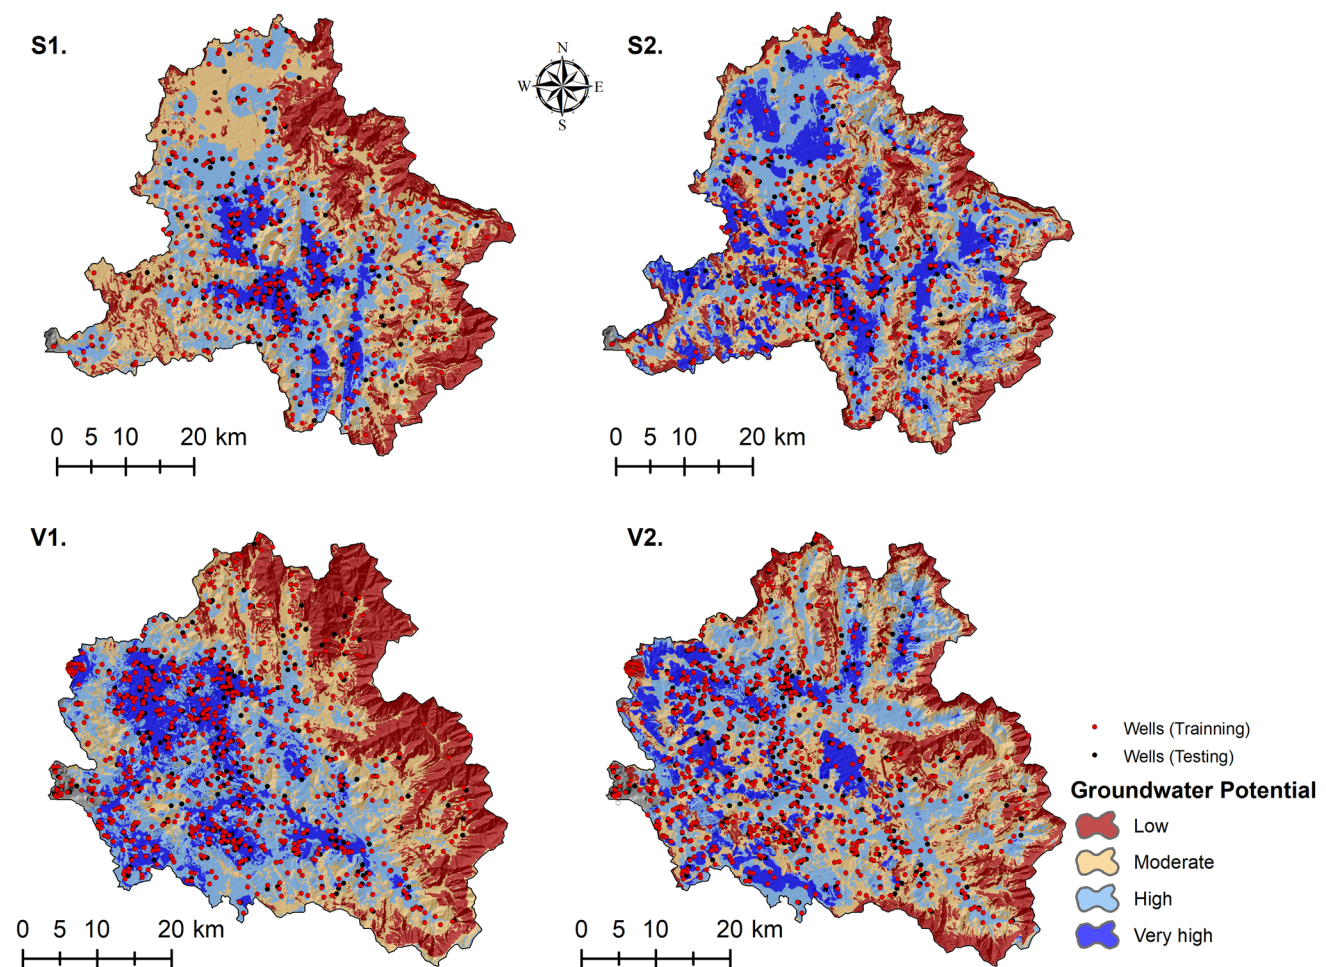 S1.
S2.
N
W E
S
0 5 10 20 km
0 5 10 20 km
V1.
V2.
Wells (Trainning)
Wells (Testing)
Groundwater Potential
Low
Moderate
High
Very high
0 5 10 20 km
0 5 10 20 km